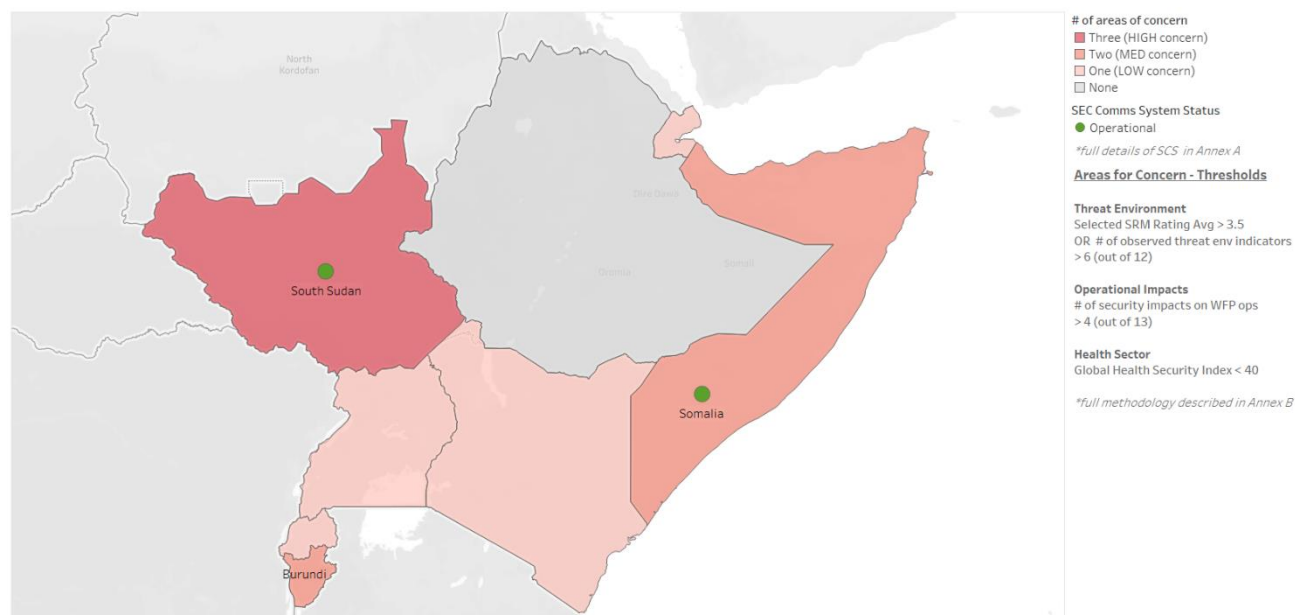 North
Kordofan
Dire Dawa
Oromia
Somali
South Sudan
Somalia
Burundi
# of areas of concern
Three (HIGH concern)
Two (MED concern)
One (LOW concern)
None
SEC Comms System Status
Operational
*full details of SCS in Annex A
Areas for Concern - Thresholds
Threat Environment
Selected SRM Rating Avg > 3.5
OR # of observed threat env indicators
> 6 (out of 12)
Operational Impacts
# of security impacts on WFP ops
> 4 (out of 13)
Health Sector
Global Health Security Index < 40
*full methodology described in Annex B